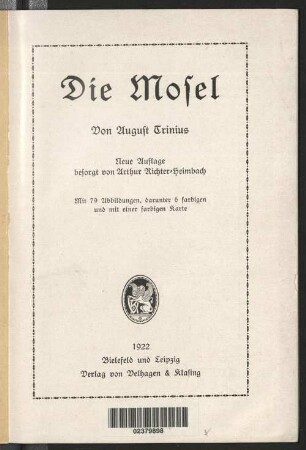 Die Moſel
Von Auguſt Trinius
Neue Auflage
beſorgt von Arthur Richter-Heimbach
Mit 79 Abbildungen, darunter 6 farbigen
und mit einer farbigen Karte
1922
Bielefeld und Leipzig
Verlag von Velhagen & Klaſing
02379898